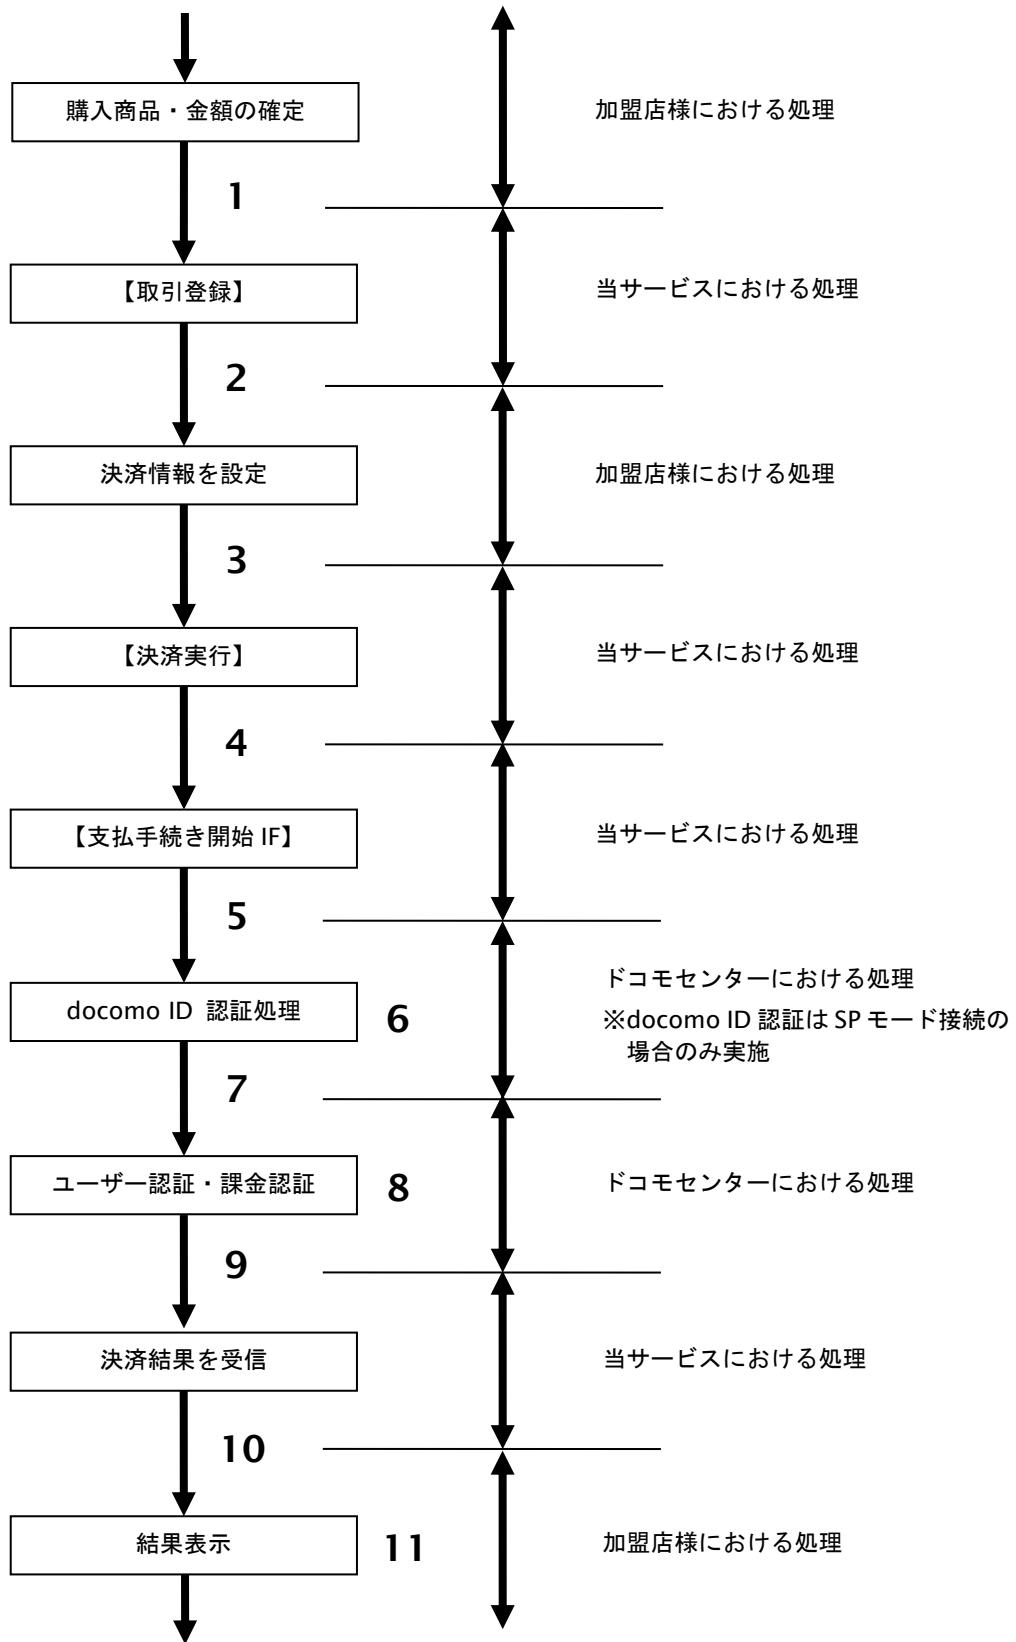 購入商品・金額の確定
加盟店様における処理
1
【取引登録】
当サービスにおける処理
2
決済情報を設定
加盟店様における処理
3
【決済実行】
当サービスにおける処理
4
【支払手続き開始 IF】
当サービスにおける処理
5
docomo ID 認証処理
6
ドコモセンターにおける処理
※docomo ID 認証は SP モード接続の
場合のみ実施
7
ユーザー認証・課金認証
8
ドコモセンターにおける処理
9
決済結果を受信
当サービスにおける処理
10
結果表示
11
加盟店様における処理